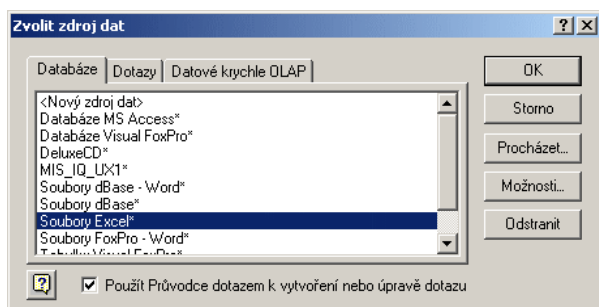 Zvolit zdroj dat
Databáze Dotazy Datové krychle OLAP
<Nový zdroj dat>
Databáze MS Access*
Databáze Visual FoxPro*
DeluxeCD*
MIS_IQ_UX1*
Soubory dBase - Word*
Soubory dBase*
Soubory Excel*
Soubory FoxPro - Word*
OK
Storno
Procházet...
Možnosti...
Odstranit
Použít Průvodce dotazem k vytvoření nebo úpravě dotazu